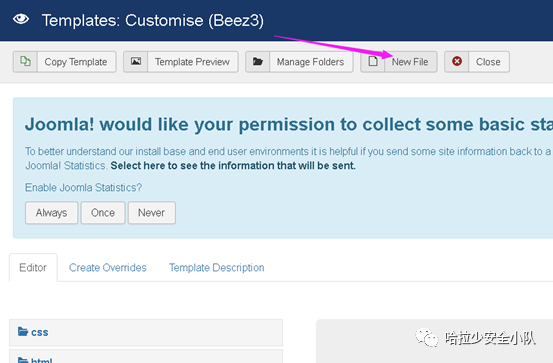 Templates: Customise (Beez3)
Copy Template Template Preview Manage Folders New File Close
Joomla! would like your permission to collect some basic sta
To better understand our install base and end user environments it is helpful if you send some site information back to a
Joomla! Statistics. Select here to see the information that will be sent.
Enable Joomla Statistics?
Always Once Never
Editor Create Overrides Template Description
css
html
哈拉少安全小队